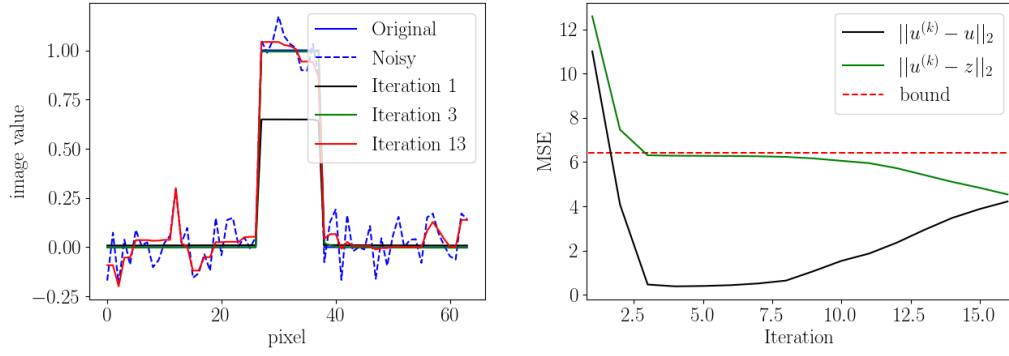 Original
Noisy
Iteration 1
Iteration 3
Iteration 13
1.00
0.75
0.50
0.25
0.00
−0.25
image value
0
20
40
60
pixel
||u^{(k)} − u||_2
||u^{(k)} − z||_2
bound
12
10
8
6
4
2
0
MSE
2.5
5.0
7.5
10.0
12.5
15.0
Iteration